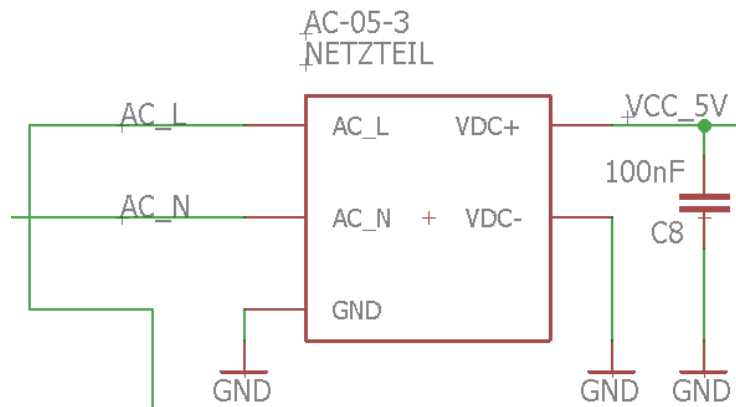 AC-05-3
NETZTEIL
AC_L
AC_L
VDC+
VCC_5V
100nF
AC_N
AC_N
VDC-
C8
GND
GND
GND
GND